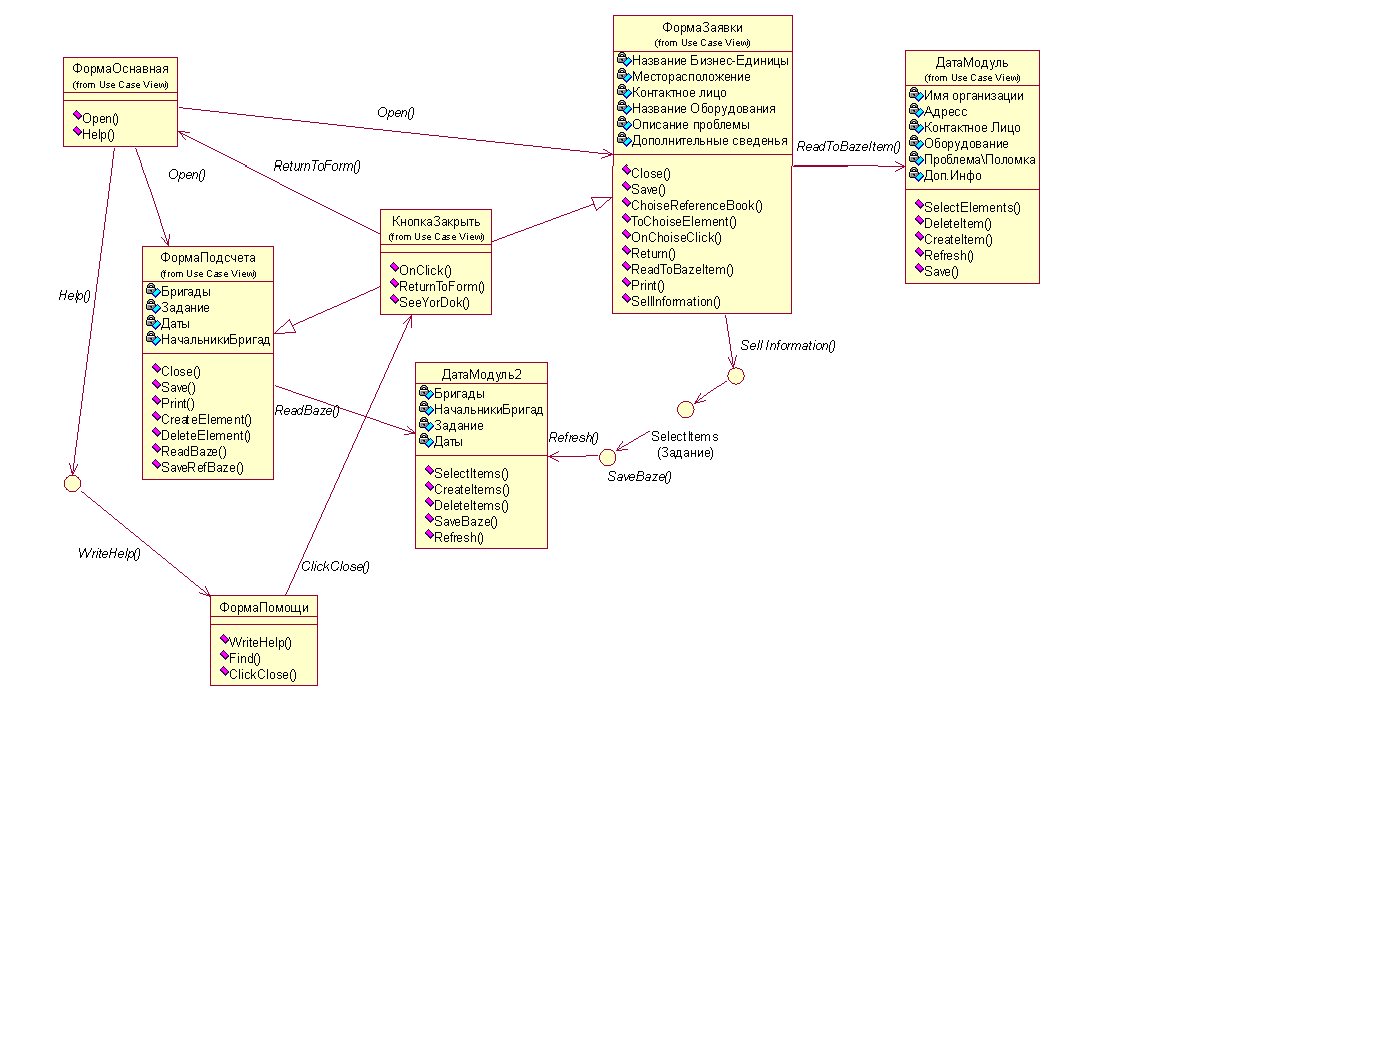 ФормаОснавная
(from Use Case View)
Open()
Help()
Open()
ReturnToForm()
Open()
Help()
ФормаЗаявки
(from Use Case View)
Название Бизнес-Единицы
Месторасположение
Контактное лицо
Название Оборудования
Описание проблемы
Дополнительные сведенья
Close()
Save()
ChoiseReferenceBook()
ToChoiseElement()
OnChoiseClick()
Return()
ReadToBazeItem()
Print()
SellInformation()
ReadToBazeItem()
ДатаМодуль
(from Use Case View)
Имя организации
Адресс
Контактное Лицо
Оборудование
Проблема\Поломка
Доп.Инфо
SelectElements()
DeleteItem()
CreateItem()
Refresh()
Save()
КнопкаЗакрыть
(from Use Case View)
OnClick()
ReturnToForm()
SeeYorDok()
ФормаПодсчета
(from Use Case View)
Бригады
Задание
Даты
НачальникиБригад
Close()
Save()
Print()
CreateElement()
DeleteElement()
ReadBaze()
SaveRefBaze()
ReadBaze()
ДатаМодуль2
Бригады
НачальникиБригад
Задание
Даты
SelectItems()
CreateItems()
DeleteItems()
SaveBaze()
Refresh()
Sell Information()
SelectItems
(Задание)
Refresh()
SaveBaze()
WriteHelp()
ClickClose()
ФормаПомощи
WriteHelp()
Find()
ClickClose()